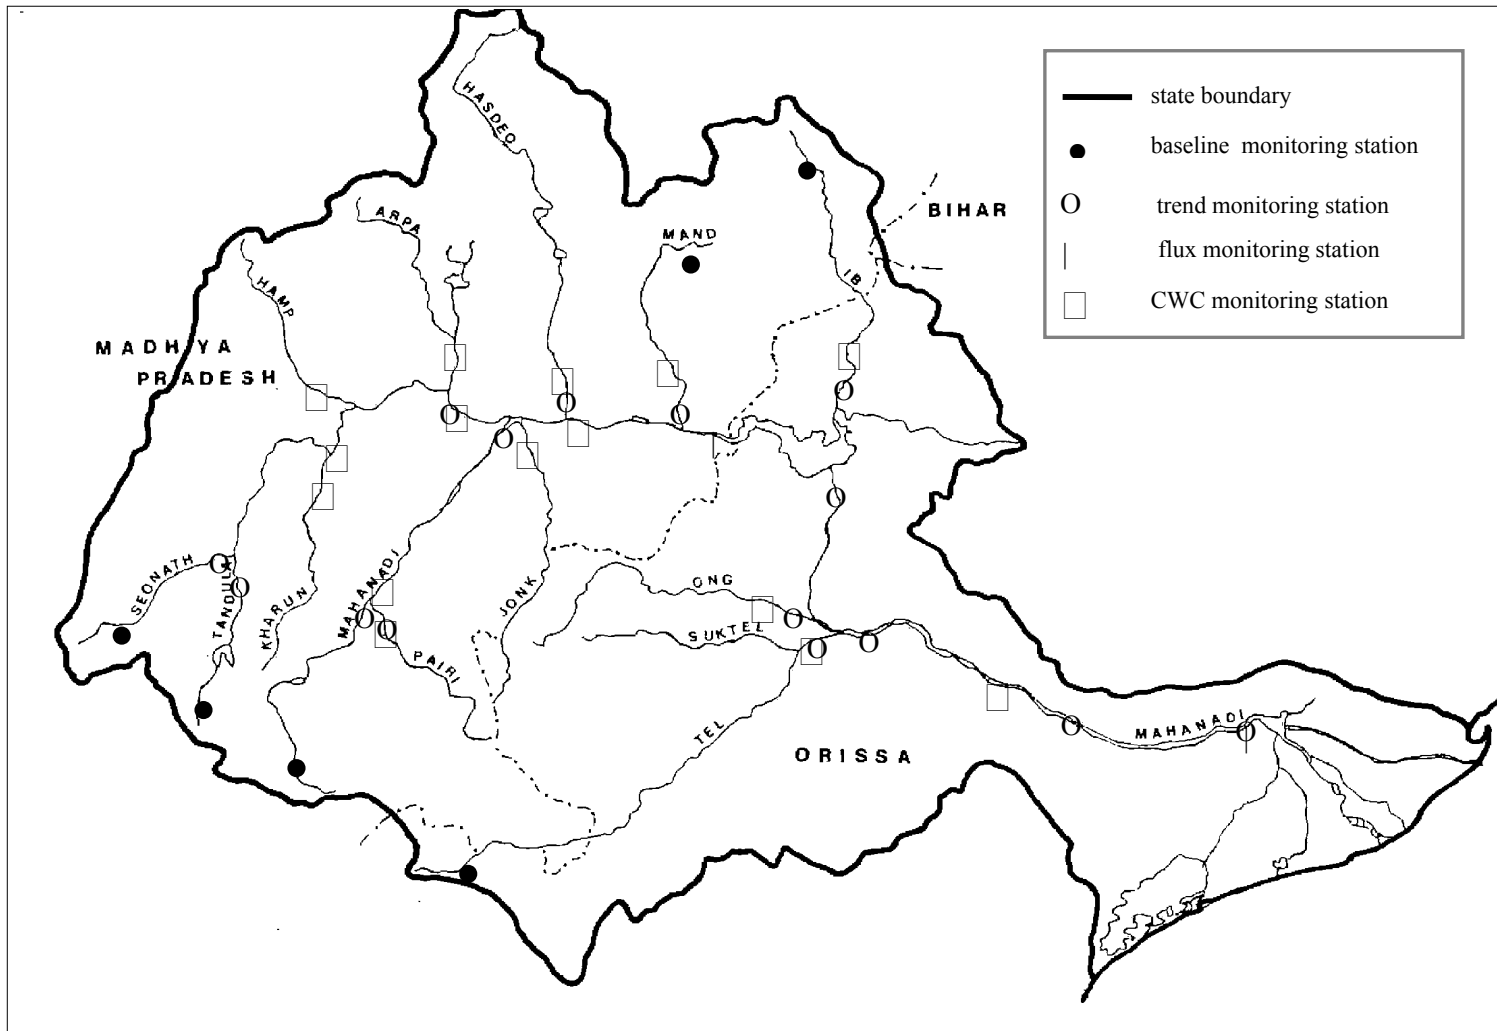 state boundary
baseline monitoring station
trend monitoring station
flux monitoring station
CWC monitoring station
HASDEO
ARPA
MAND
BIHAR
IB
HAMP
MADHYA
PRADESH
SEONATH
TANDULA
KHARUN
MAHANADI
PAIRI
JONK
ONG
SUKTEL
TEL
ORISSA
MAHANADI